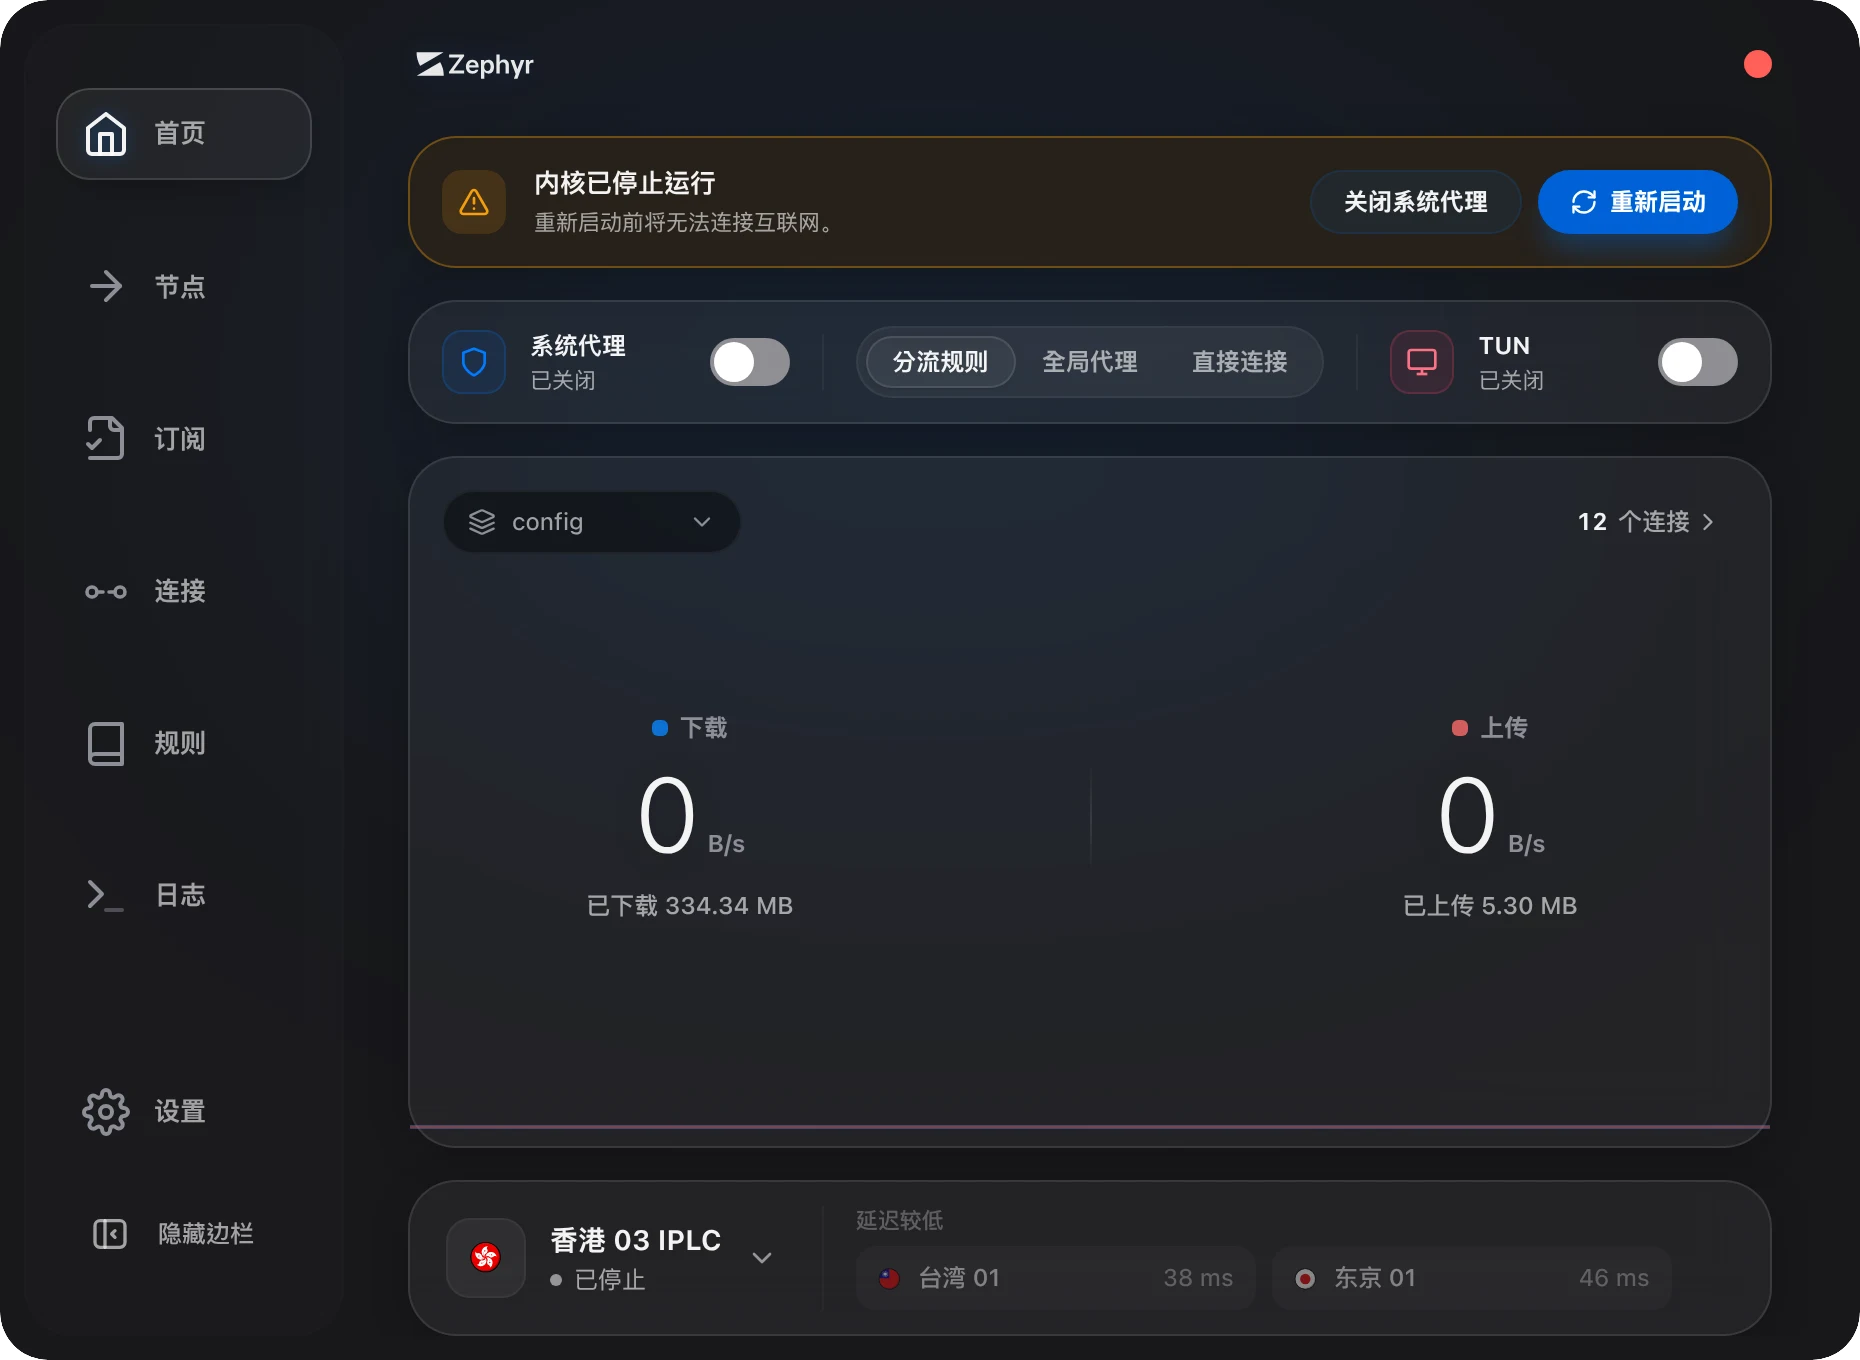 Zephyr
首页
节点
订阅
连接
规则
日志
设置
隐藏边栏
内核已停止运行
重新启动前将无法连接互联网。
关闭系统代理
重新启动
系统代理
已关闭
分流规则
全局代理
直接连接
TUN
已关闭
config
12 个连接
下载
0 B/s
已下载 334.34 MB
上传
0 B/s
已上传 5.30 MB
香港 03 IPLC
已停止
延迟较低
台湾 01
38 ms
东京 01
46 ms